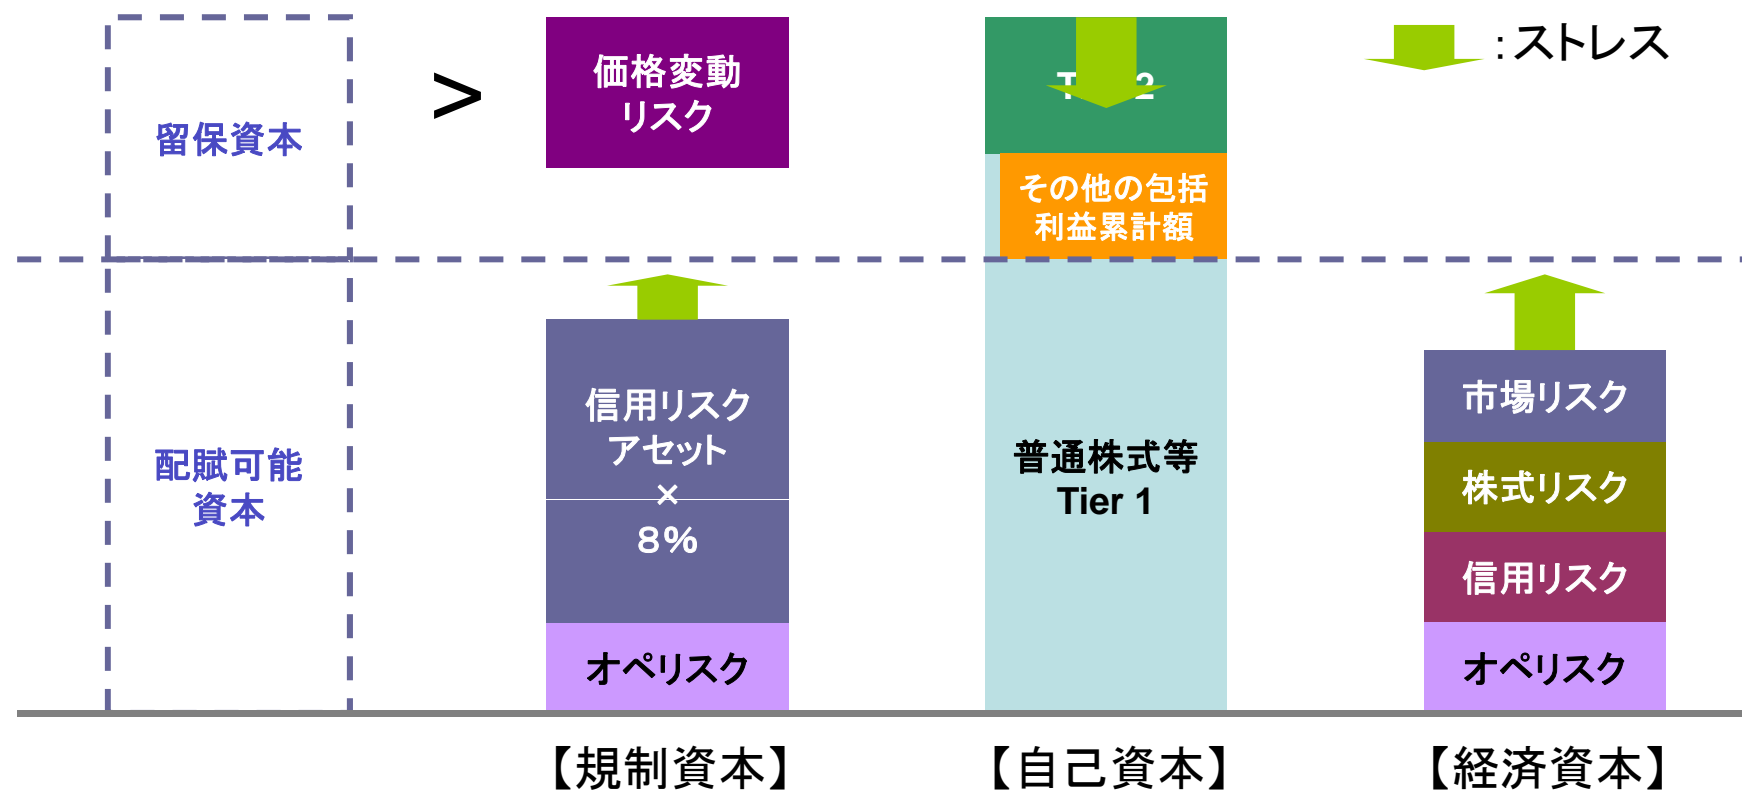 留保資本
>
価格変動
リスク
：ストレス
その他の包括
利益累計額
配賦可能
資本
信用リスク
アセット
×
８％
オペリスク
普通株式等
Tier 1
市場リスク
株式リスク
信用リスク
オペリスク
【規制資本】
【自己資本】
【経済資本】